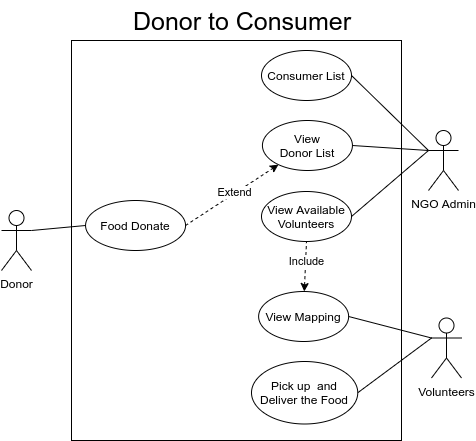 Donor to Consumer
Consumer List
View
Donor List
Extend
NGO Admin
View Available
Volunteers
Food Donate
Include
Donor
View Mapping
Pick up  and
Deliver the Food
Volunteers